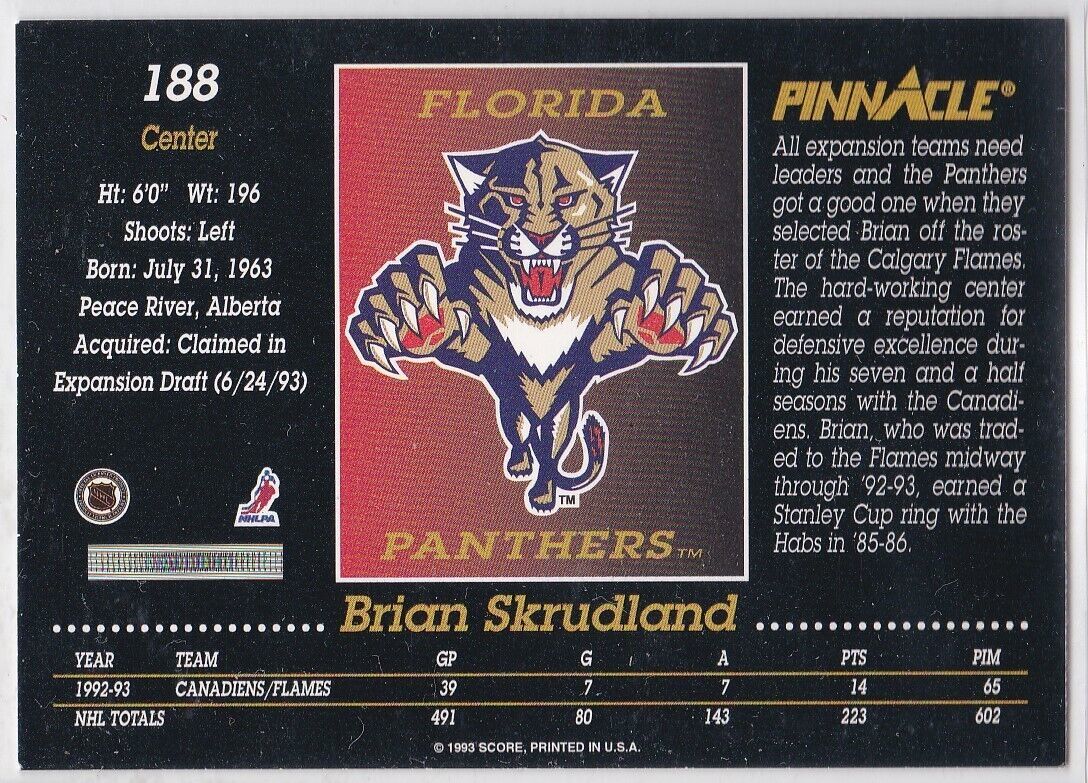 188
Center
Ht: 6'0" Wt: 196
Shoots: Left
Born: July 31, 1963
Peace River, Alberta
Acquired: Claimed in
Expansion Draft (6/24/93)
NHL
NHLPA
FLORIDA
TM
PANTHERS TM
PINNACLE®
All expansion teams need
leaders and the Panthers
got a good one when they
selected Brian off the ros-
ter of the Calgary Flames.
The hard-working center
earned a reputation for
defensive excellence dur-
ing his seven and a half
seasons with the Canadi-
ens. Brian, who was trad-
ed to the Flames midway
through '92-93, earned a
Stanley Cup ring with the
Habs in '85-86.
Brian Skrudland
YEAR TEAM GP G A PTS PIM
1992-93 CANADIENS/FLAMES 39 7 7 14 65
NHL TOTALS 491 80 143 223 602
© 1993 SCORE, PRINTED IN U.S.A.